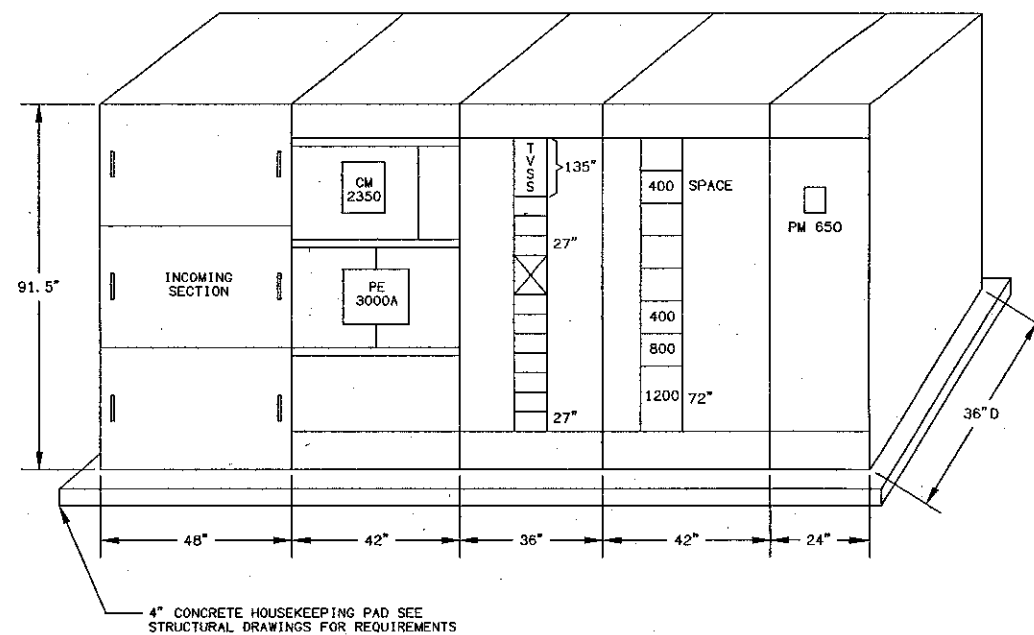 TVSS
135"
CM
2350
400
SPACE
PM 650
27"
91.5"
INCOMING
SECTION
PE
3000A
400
800
1200
72"
27"
36"D
48"
42"
36"
42"
24"
4" CONCRETE HOUSEKEEPING PAD SEE
STRUCTURAL DRAWINGS FOR REQUIREMENTS